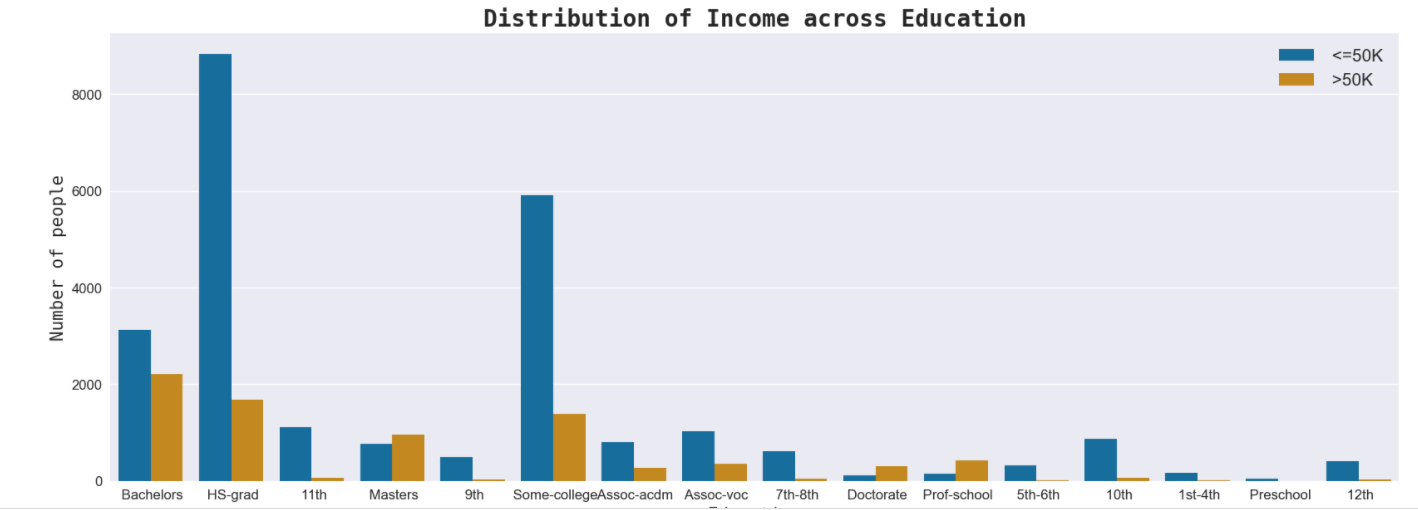 Distribution of Income across Education
<=50K
>50K
Number of people
8000
6000
4000
2000
0
Bachelors HS-grad 11th Masters 9th Some-college Assoc-acdm Assoc-voc 7th-8th Doctorate Prof-school 5th-6th 10th 1st-4th Preschool 12th